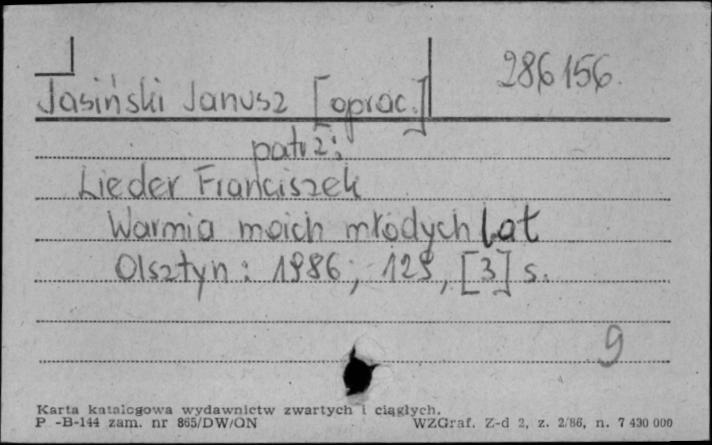 286156.
Jasiński Janusz [oprac.]
patrz:
Lieder Franciszek
Warmia moich młodych lat
Olsztyn: 1986; 129, [3] s.
9
Karta katalogowa wydawnictw zwartych i ciągłych.
P -B-144 zam. nr 865/DW/ON WZGraf. Z-d 2, z. 2/86, n. 7 430 000